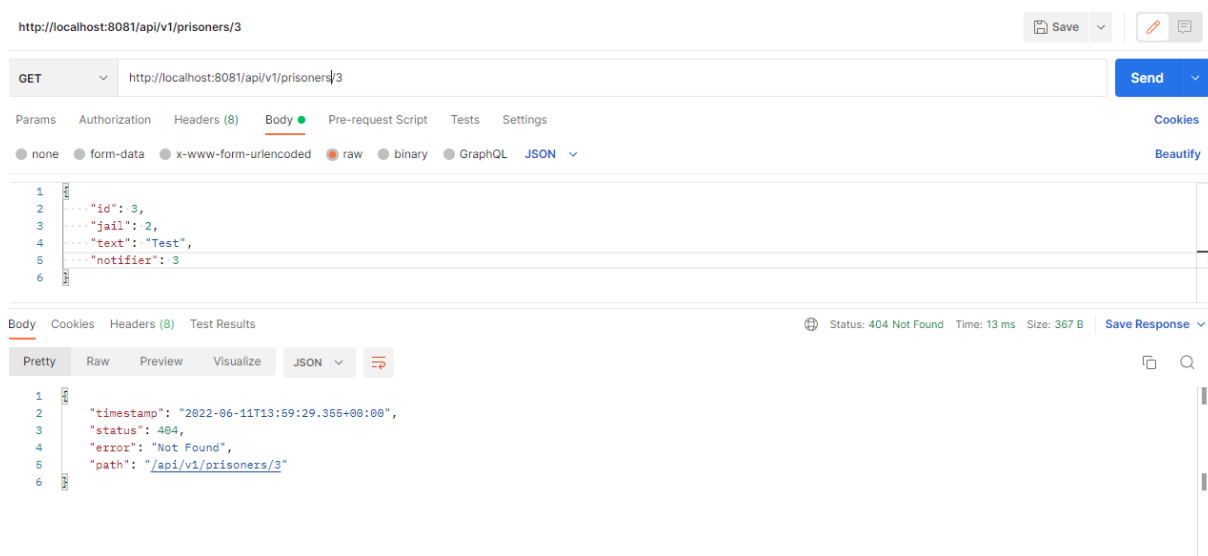 http://localhost:8081/api/v1/prisoners/3 Save
GET http://localhost:8081/api/v1/prisoners/3 Send
Params Authorization Headers (8) Body Pre-request Script Tests Settings Cookies
none form-data x-www-form-urlencoded raw binary GraphQL JSON Beautify
1 {
2 "id": 3,
3 "jail": 2,
4 "text": "Test",
5 "notifier": 3
6 }
Body Cookies Headers (8) Test Results Status: 404 Not Found Time: 13 ms Size: 367 B Save Response
Pretty Raw Preview Visualize JSON
1 {
2 "timestamp": "2022-06-11T13:59:29.355+00:00",
3 "status": 404,
4 "error": "Not Found",
5 "path": "/api/v1/prisoners/3"
6 }